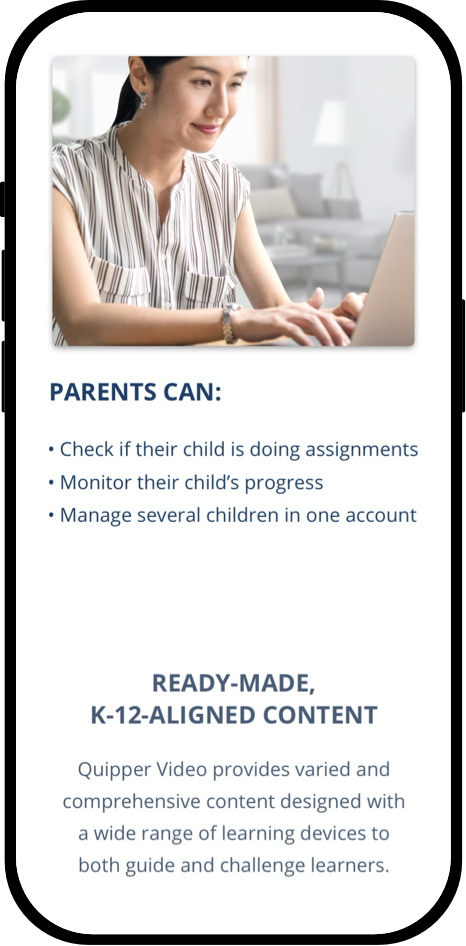 PARENTS CAN:
• Check if their child is doing assignments
• Monitor their child’s progress
• Manage several children in one account
READY-MADE,
K-12-ALIGNED CONTENT
Quipper Video provides varied and
comprehensive content designed with
a wide range of learning devices to
both guide and challenge learners.